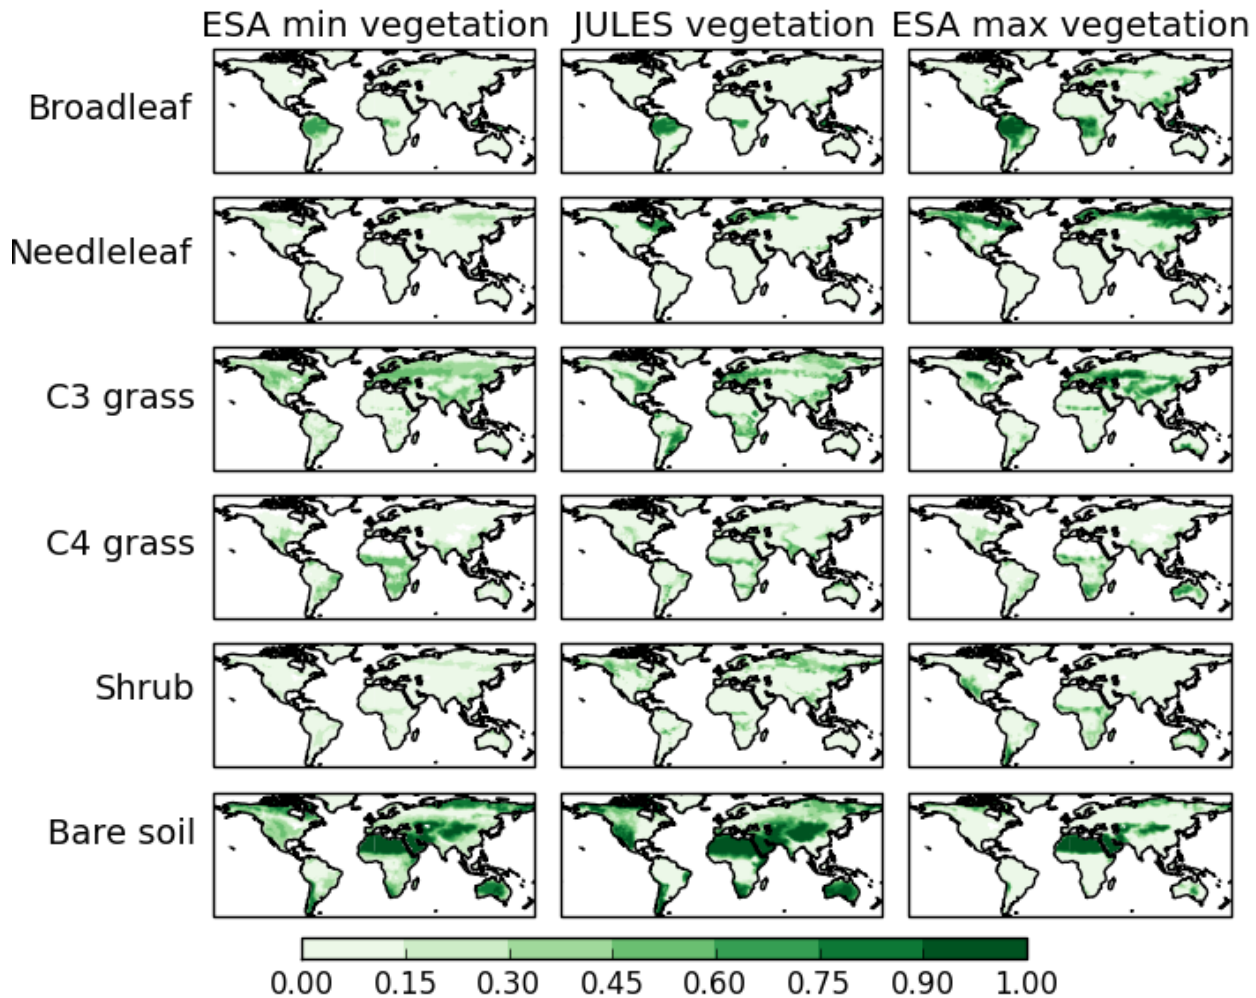 ESA min vegetation JULES vegetation ESA max vegetation
Broadleaf
Needleleaf
C3 grass
C4 grass
Shrub
Bare soil
0.00 0.15 0.30 0.45 0.60 0.75 0.90 1.00